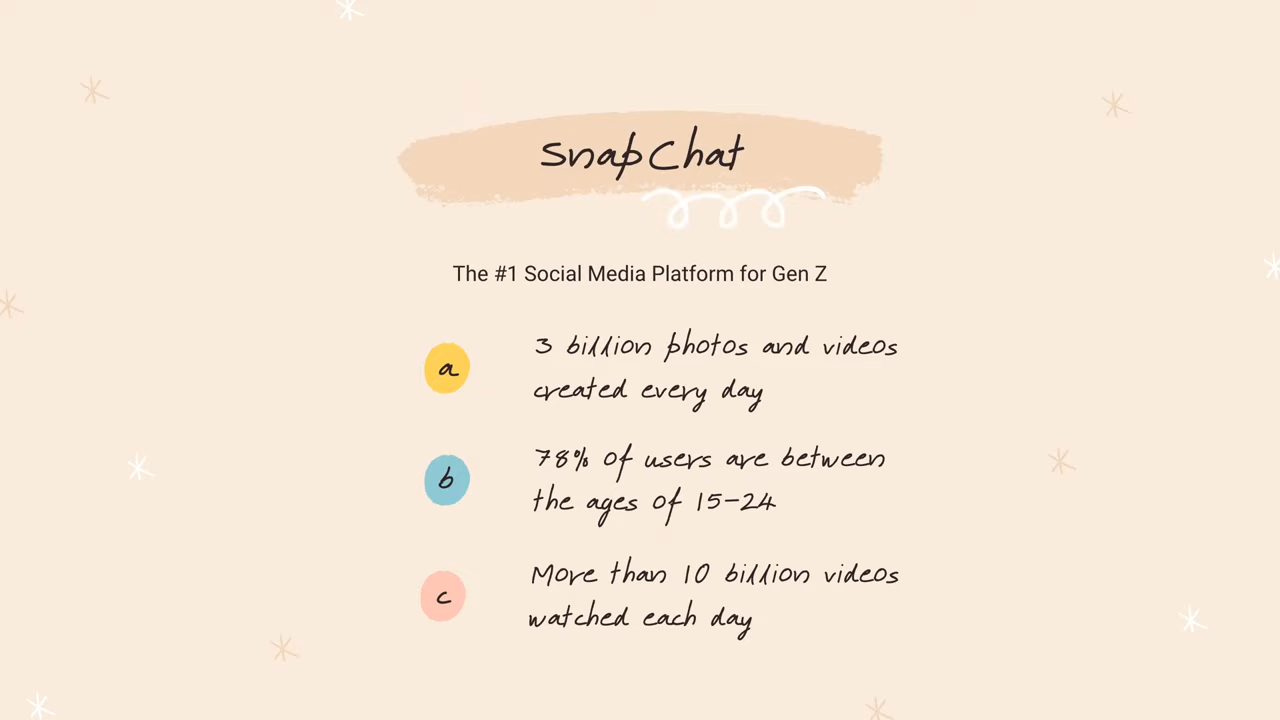 SnapChat
The #1 Social Media Platform for Gen Z
a
3 billion photos and videos
created every day
b
78% of users are between
the ages of 15-24
c
More than 10 billion videos
watched each day